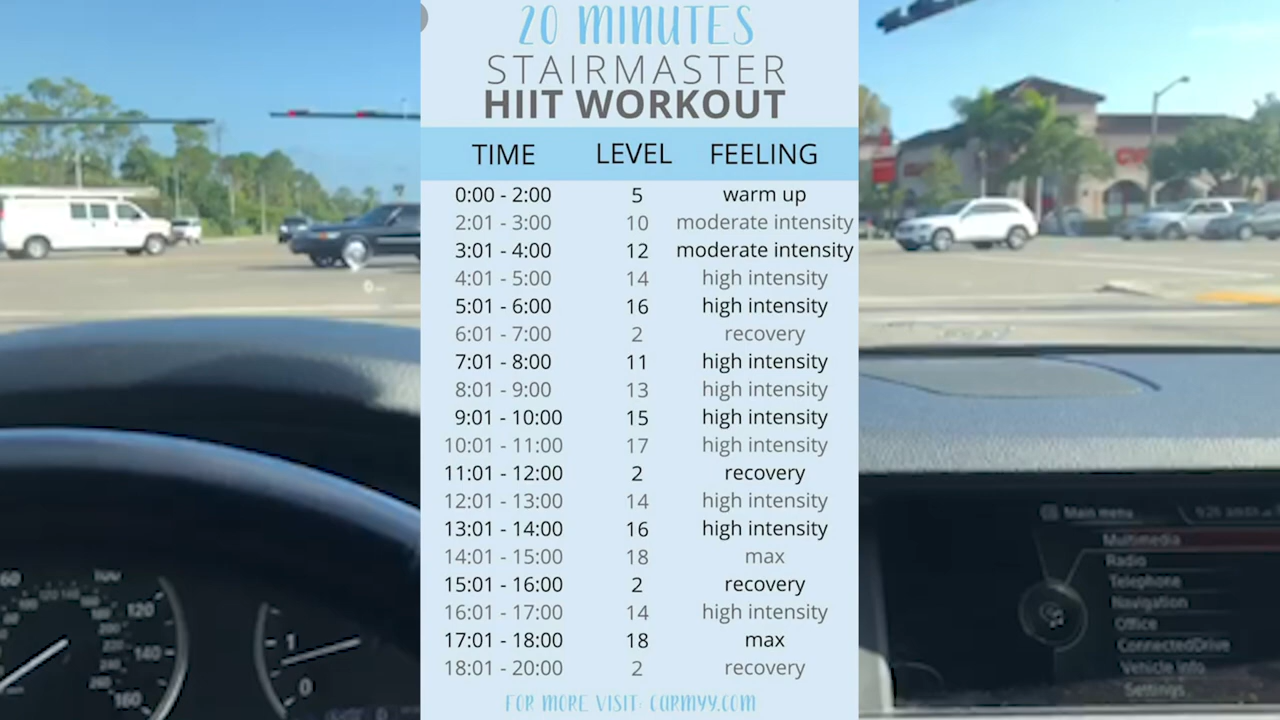 20 MINUTES
STAIRMASTER
HIIT WORKOUT
TIME LEVEL FEELING
0:00 - 2:00 5 warm up
2:01 - 3:00 10 moderate intensity
3:01 - 4:00 12 moderate intensity
4:01 - 5:00 14 high intensity
5:01 - 6:00 16 high intensity
6:01 - 7:00 2 recovery
7:01 - 8:00 11 high intensity
8:01 - 9:00 13 high intensity
9:01 - 10:00 15 high intensity
10:01 - 11:00 17 high intensity
11:01 - 12:00 2 recovery
12:01 - 13:00 14 high intensity
13:01 - 14:00 16 high intensity
14:01 - 15:00 18 max
15:01 - 16:00 2 recovery
16:01 - 17:00 14 high intensity
17:01 - 18:00 18 max
18:01 - 20:00 2 recovery
FOR MORE VISIT: CURMYY.COM
60
120
140
160
1
0
Main menu
Multimedia
Radio
Telephone
Navigation
Office
ConnectedDrive
Vehicle info
Settings